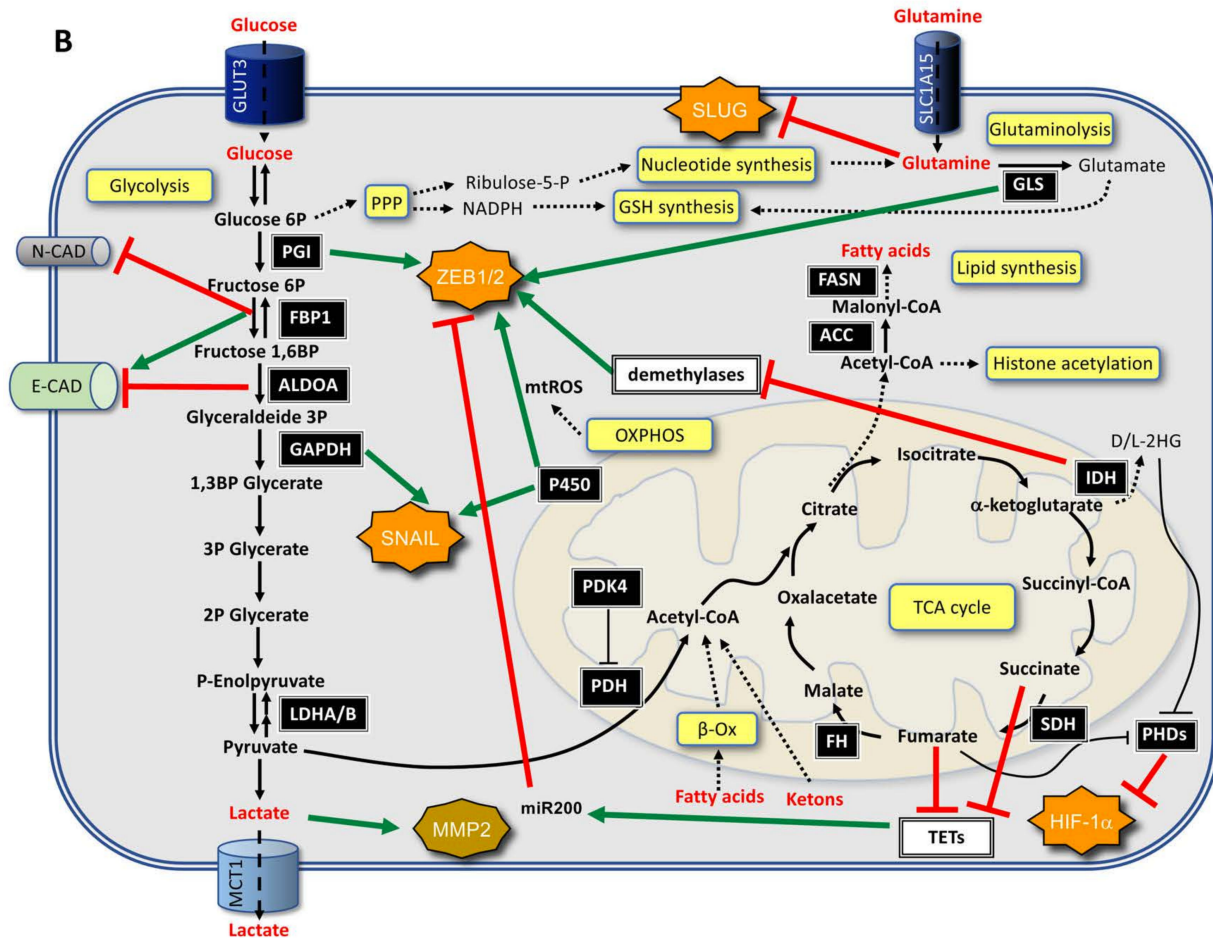 B
Glucose
GLUT3
Glucose
Glycolysis
Glucose 6P
PGI
Fructose 6P
FBP1
Fructose 1,6BP
ALDOA
Glyceraldeide 3P
GAPDH
1,3BP Glycerate
3P Glycerate
2P Glycerate
P-Enolpyruvate
LDHA/B
Pyruvate
Lactate
MCT1
Lactate
N-CAD
E-CAD
PPP
Ribulose-5-P
NADPH
Nucleotide synthesis
GSH synthesis
SLUG
Glutamine
SLC1A15
Glutamine
Glutaminolysis
Glutamate
GLS
ZEB1/2
Fatty acids
FASN
Lipid synthesis
Malonyl-CoA
ACC
Acetyl-CoA
Histone acetylation
demethylases
mtROS
OXPHOS
P450
SNAIL
Isocitrate
D/L-2HG
IDH
α-ketoglutarate
Citrate
Succinyl-CoA
TCA cycle
Oxalacetate
PDK4
Acetyl-CoA
PDH
Succinate
Malate
SDH
PHDs
FH
Fumarate
β-Ox
Fatty acids
Ketons
miR200
MMP2
TETs
HIF-1α